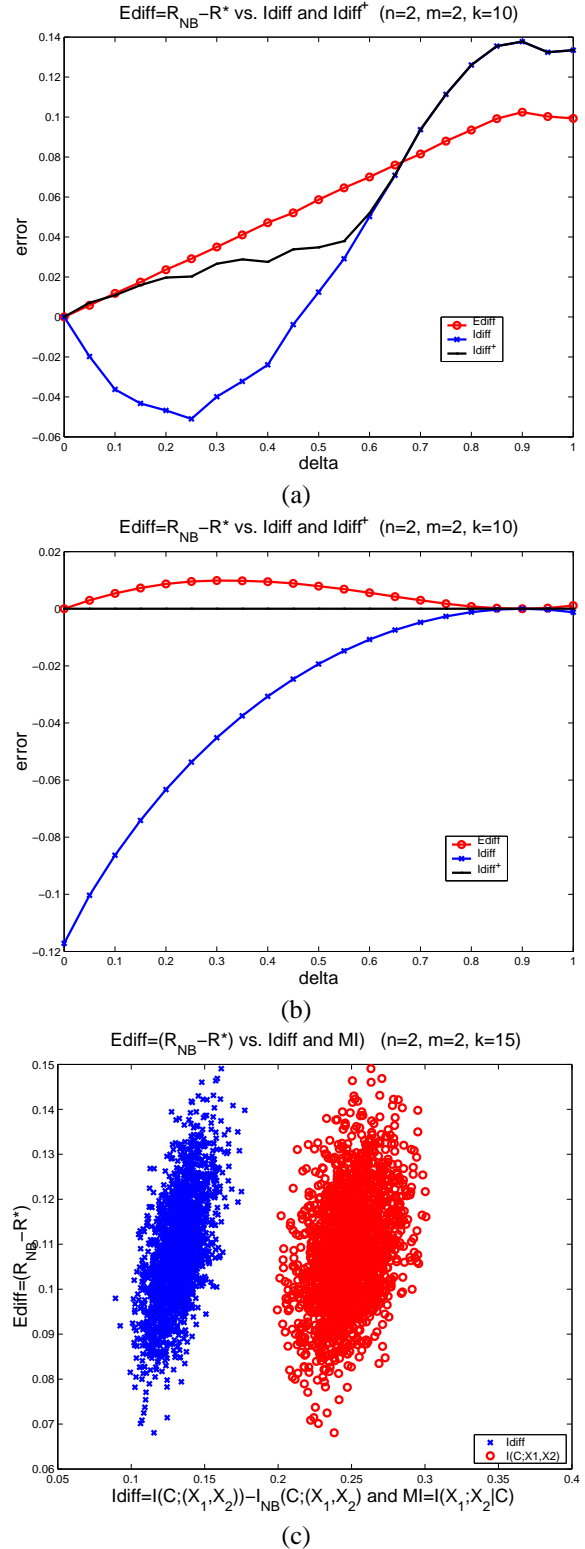 Ediff=R_NB−R* vs. Idiff and Idiff⁺ (n=2, m=2, k=10)
0.14
0.12
0.1
0.08
0.06
0.04
0.02
0
−0.02
−0.04
−0.06
error
Ediff
Idiff
Idiff⁺
0 0.1 0.2 0.3 0.4 0.5 0.6 0.7 0.8 0.9 1
delta
(a)
Ediff=R_NB−R* vs. Idiff and Idiff⁺ (n=2, m=2, k=10)
0.02
0
−0.02
−0.04
−0.06
−0.08
−0.1
−0.12
error
Ediff
Idiff
Idiff⁺
0 0.1 0.2 0.3 0.4 0.5 0.6 0.7 0.8 0.9 1
delta
(b)
Ediff=(R_NB−R*) vs. Idiff and MI) (n=2, m=2, k=15)
0.15
0.14
0.13
0.12
0.11
0.1
0.09
0.08
0.07
0.06
Ediff=(R_NB−R*)
Idiff
I(C;X1,X2)
0.05 0.1 0.15 0.2 0.25 0.3 0.35 0.4
Idiff=I(C;(X_1,X_2))−I_NB(C;(X_1,X_2) and MI=I(X_1;X_2|C)
(c)